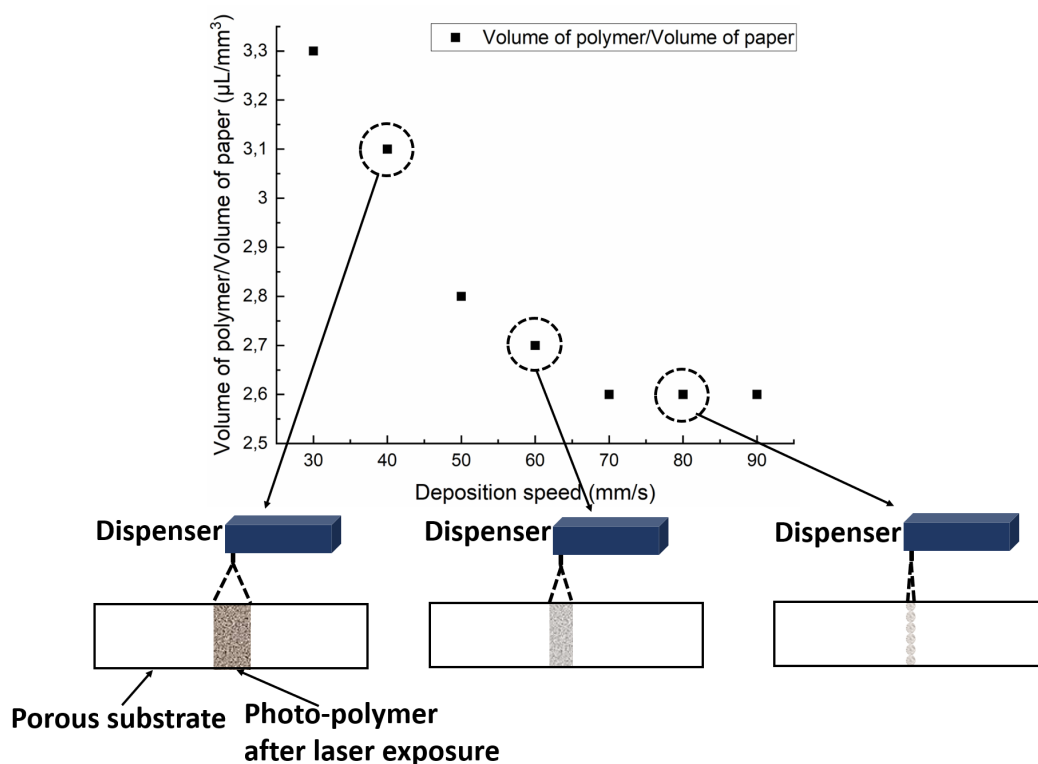 Volume of polymer/Volume of paper
Volume of polymer/Volume of paper (µL/mm³)
3,3
3,2
3,1
3
2,9
2,8
2,7
2,6
2,5
30 40 50 60 70 80 90
Deposition speed (mm/s)
Dispenser Dispenser Dispenser
Porous substrate
Photo-polymer
after laser exposure